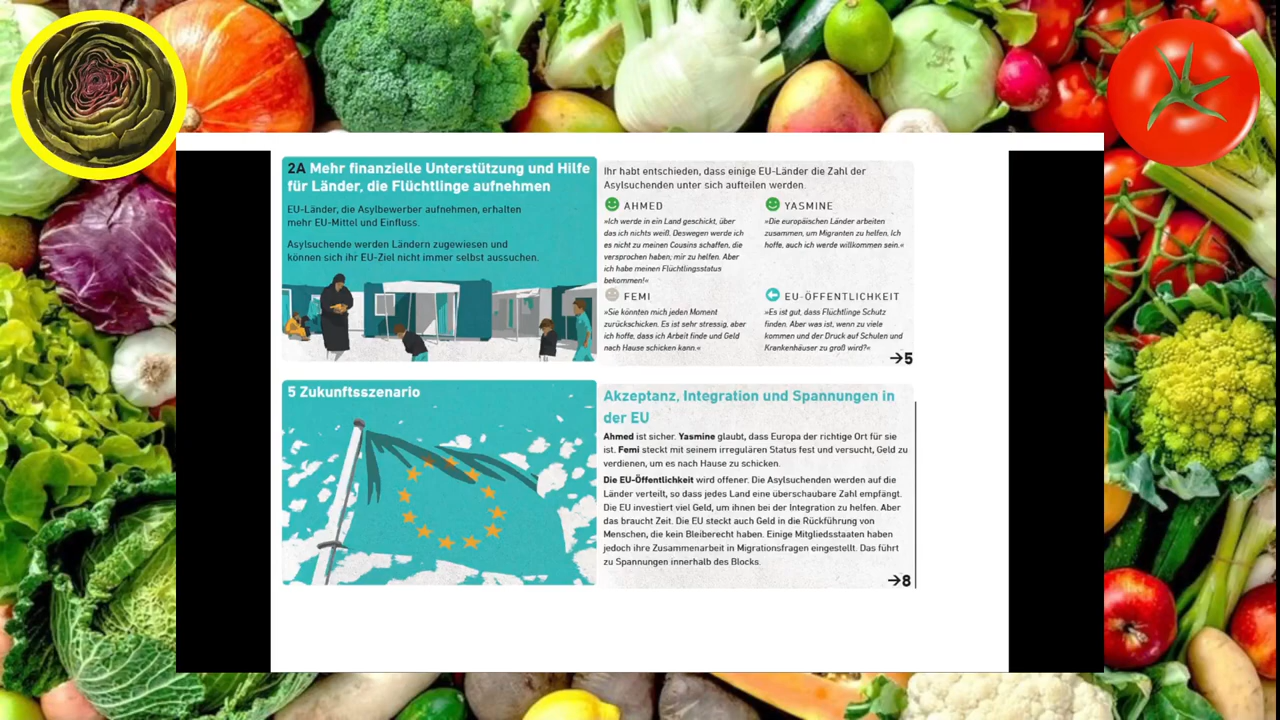 2A Mehr finanzielle Unterstützung und Hilfe
für Länder, die Flüchtlinge aufnehmen
EU-Länder, die Asylbewerber aufnehmen, erhalten
mehr EU-Mittel und Einfluss.
Asylsuchende werden Ländern zugewiesen und
können sich ihr EU-Ziel nicht immer selbst aussuchen.
Ihr habt entschieden, dass einige EU-Länder die Zahl der
Asylsuchenden unter sich aufteilen werden.
AHMED
»Ich werde in ein Land geschickt, über
das ich nichts weiß. Deswegen werde ich
es nicht zu meinen Cousins schaffen, die
versprochen haben; mir zu helfen. Aber
ich habe meinen Flüchtlingsstatus
bekommen!«
YASMINE
»Die europäischen Länder arbeiten
zusammen, um Migranten zu helfen. Ich
hoffe, auch ich werde willkommen sein.«
FEMI
»Sie könnten mich jeden Moment
zurückschicken. Es ist sehr stressig, aber
ich hoffe, dass ich Arbeit finde und Geld
nach Hause schicken kann.«
EU-ÖFFENTLICHKEIT
»Es ist gut, dass Flüchtlinge Schutz
finden. Aber was ist, wenn zu viele
kommen und der Druck auf Schulen und
Krankenhäuser zu groß wird?«
→5
5 Zukunftsszenario
Akzeptanz, Integration und Spannungen in
der EU
Ahmed ist sicher. Yasmine glaubt, dass Europa der richtige Ort für sie
ist. Femi steckt mit seinem irregulären Status fest und versucht, Geld zu
verdienen, um es nach Hause zu schicken.
Die EU-Öffentlichkeit wird offener. Die Asylsuchenden werden auf die
Länder verteilt, so dass jedes Land eine überschaubare Zahl empfängt.
Die EU investiert viel Geld, um ihnen bei der Integration zu helfen. Aber
das braucht Zeit. Die EU steckt auch Geld in die Rückführung von
Menschen, die kein Bleiberecht haben. Einige Mitgliedsstaaten haben
jedoch ihre Zusammenarbeit in Migrationsfragen eingestellt. Das führt
zu Spannungen innerhalb des Blocks.
→8